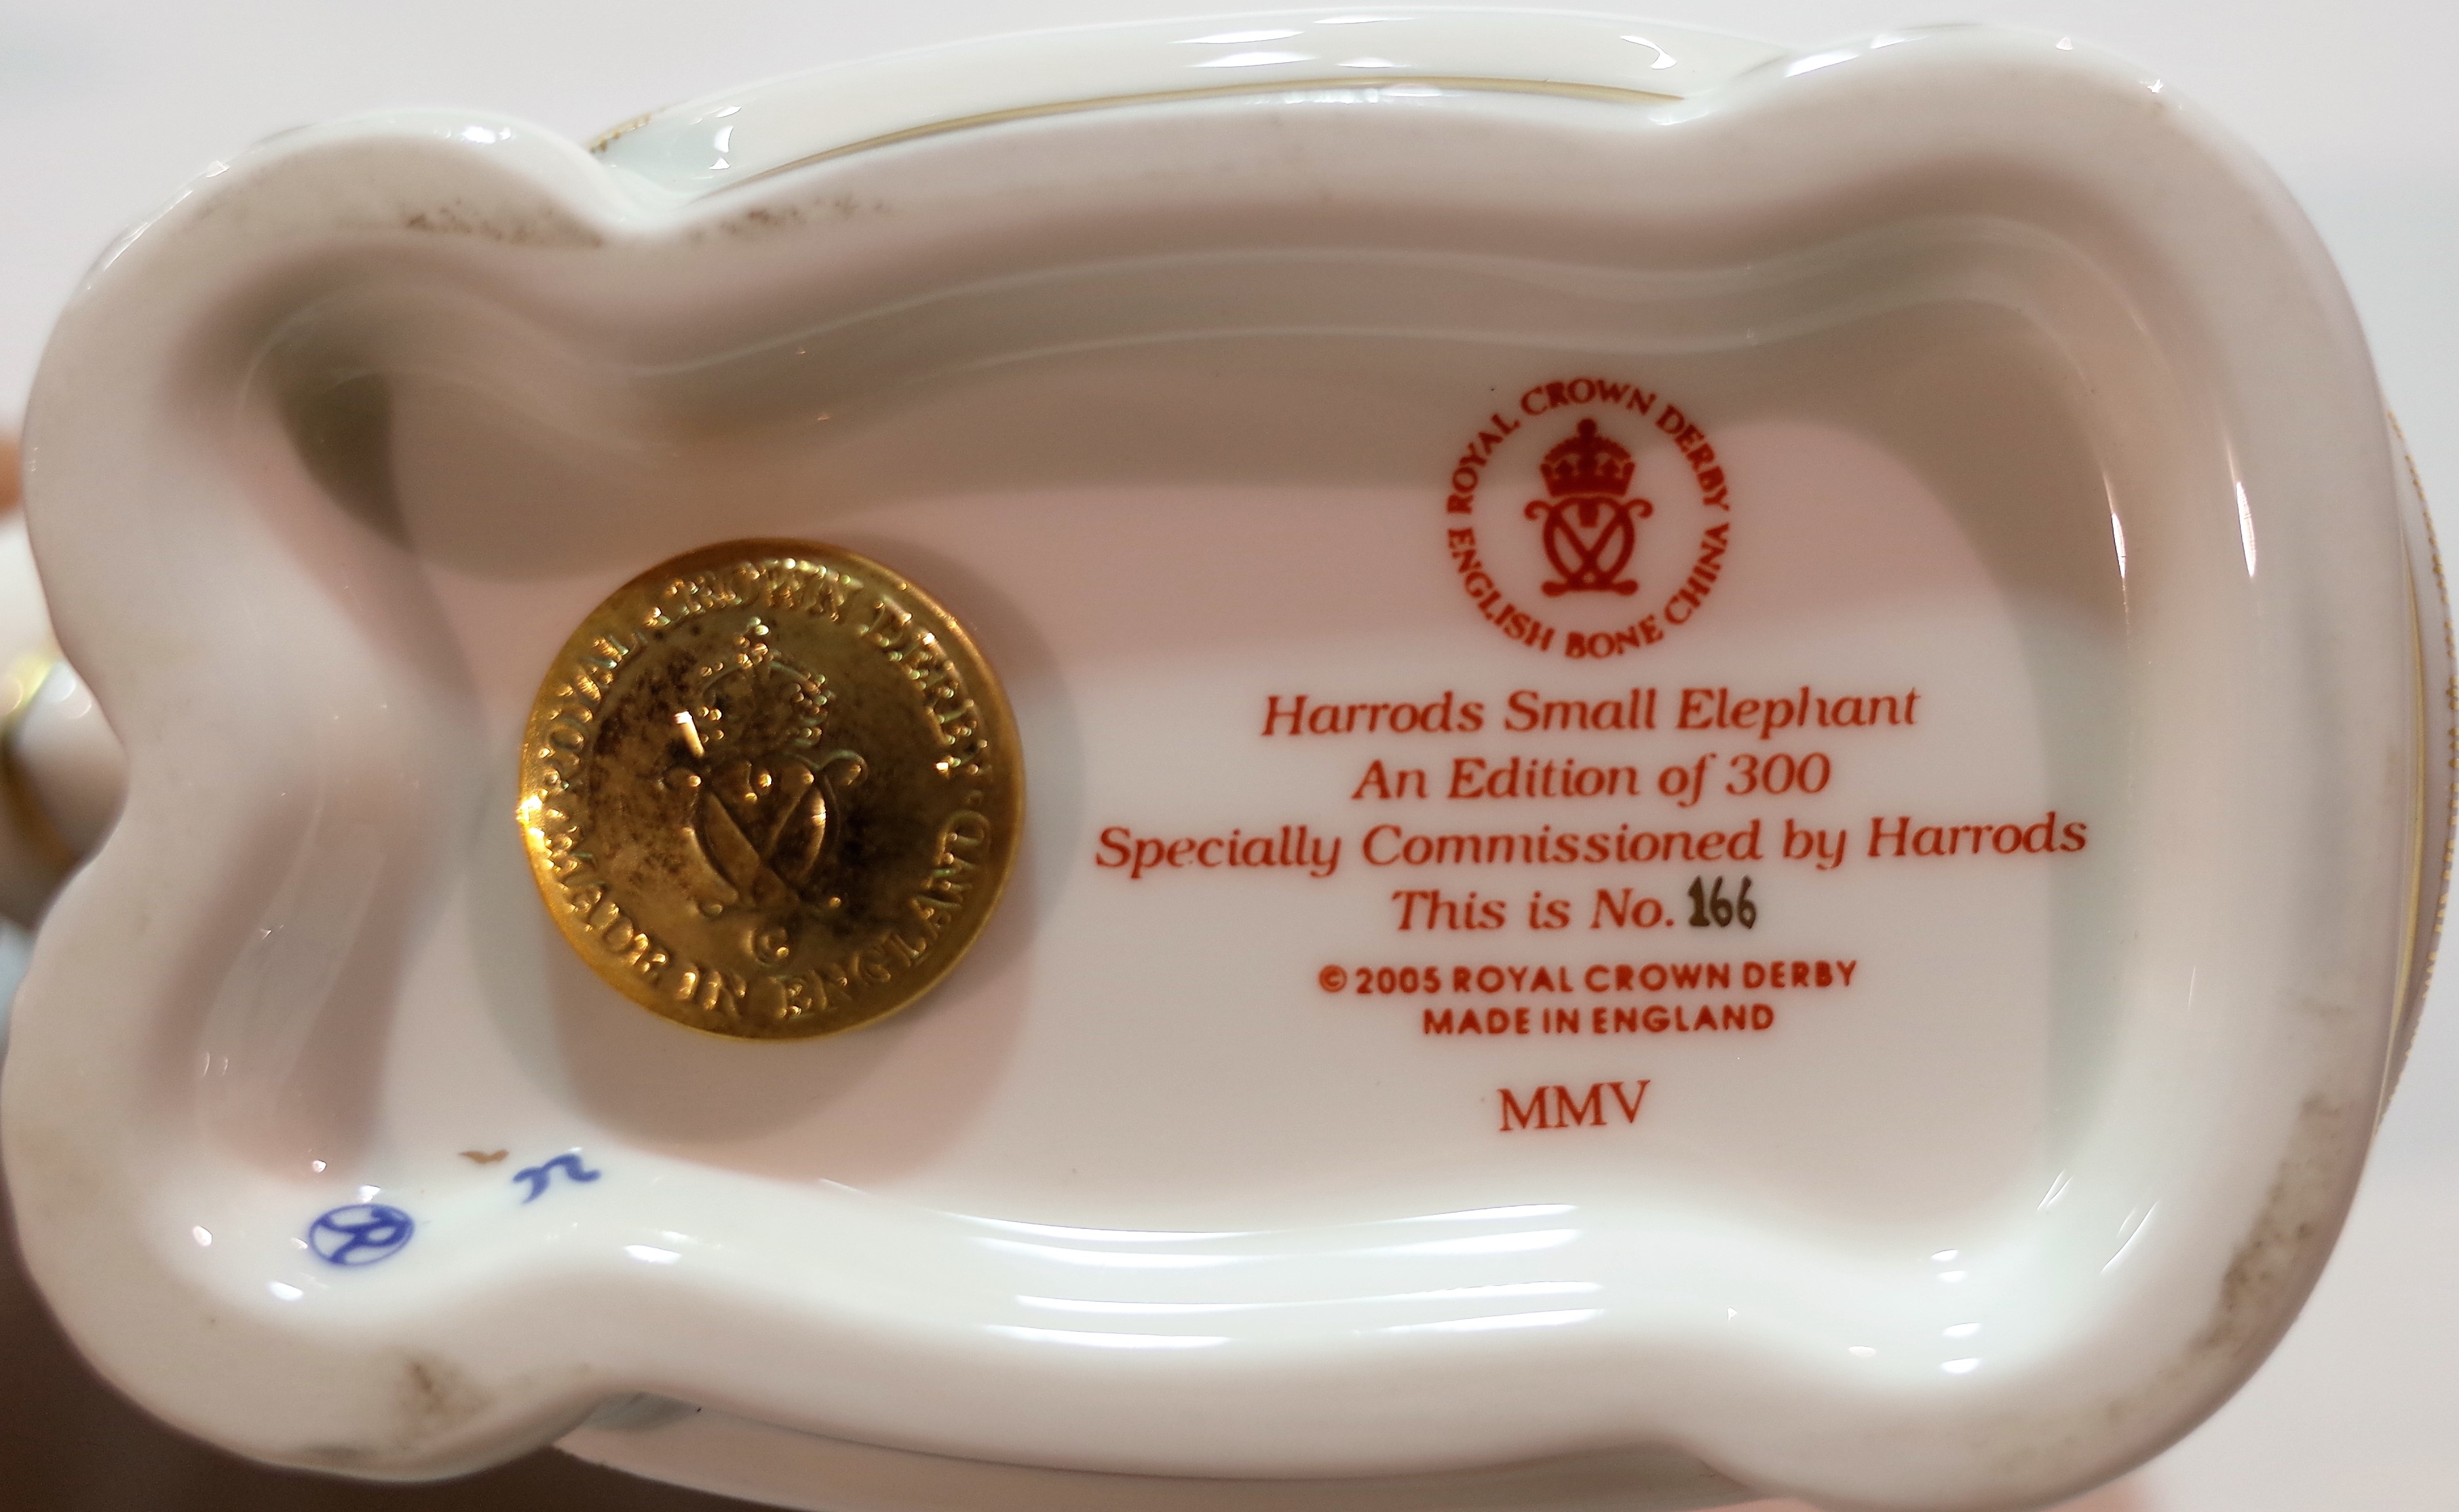 ROYAL CROWN DERBY
MADE IN ENGLAND.
©
ROYAL CROWN DERBY
ENGLISH BONE CHINA
Harrods Small Elephant
An Edition of 300
Specially Commissioned by Harrods
This is No. 166
© 2005 ROYAL CROWN DERBY
MADE IN ENGLAND
MMV
R